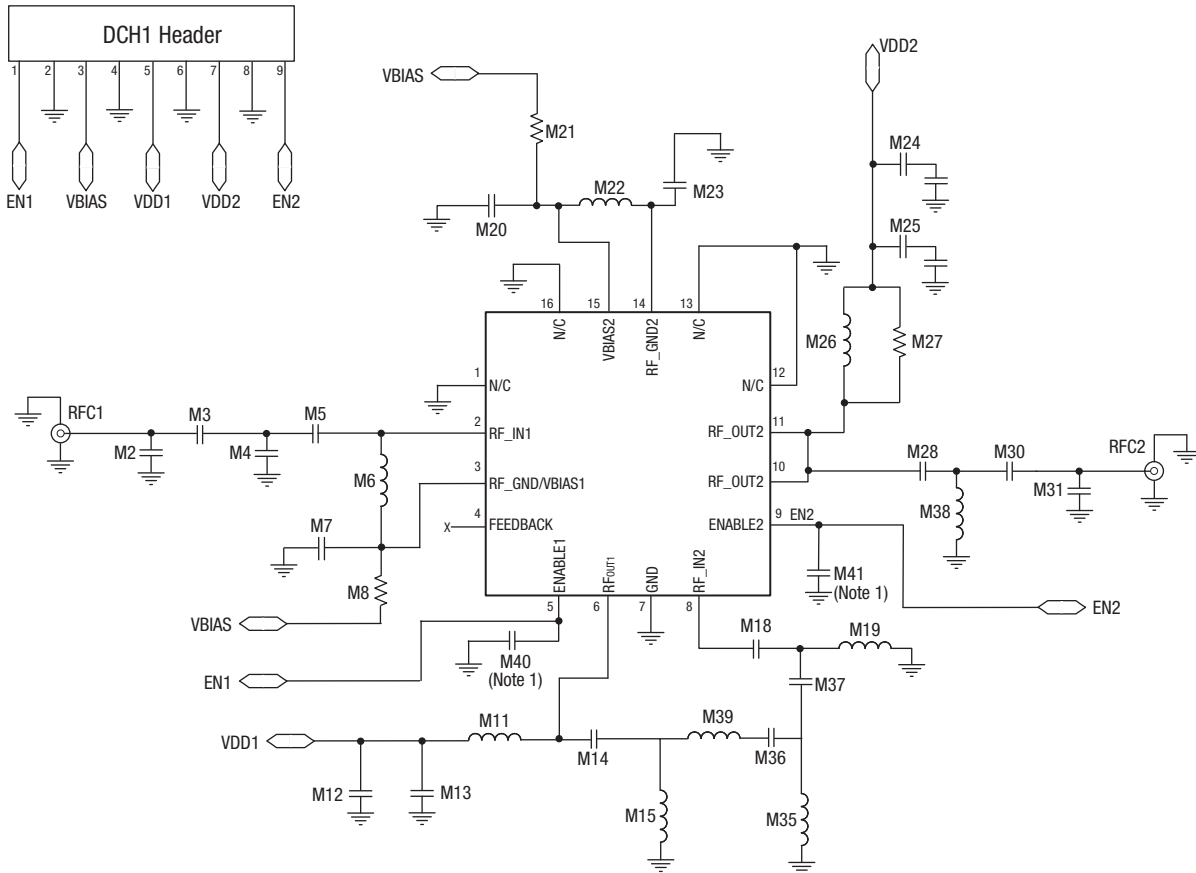 DCH1 Header
1 2 3 4 5 6 7 8 9
EN1 VBIAS VDD1 VDD2 EN2
VDD2
VBIAS
M21
M24
M22
M23
M20
M25
16 15 14 13
N/C VBIAS2 RF_GND2 N/C
M26 M27
1
N/C
12
N/C
RFC1
M3
M5
2
RF_IN1
11
RF_OUT2
RFC2
M2
M4
M28
M30
M6
3
RF_GND/VBIAS1
10
RF_OUT2
M31
M38
M7
4
X
FEEDBACK
9
ENABLE2
EN2
M8
ENABLE1 RFOUT1 GND RF_IN2
M41
(Note 1)
5 6 7 8
VBIAS
EN2
M18
M19
M40
(Note 1)
EN1
M37
M11
M39
VDD1
M14
M36
M12
M13
M15
M35